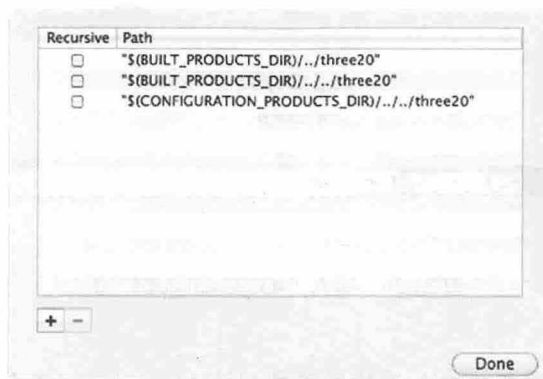 Recursive Path
"$(BUILT_PRODUCTS_DIR)/../three20"
"$(BUILT_PRODUCTS_DIR)/../../three20"
"$(CONFIGURATION_PRODUCTS_DIR)/../../three20"
+ −
Done